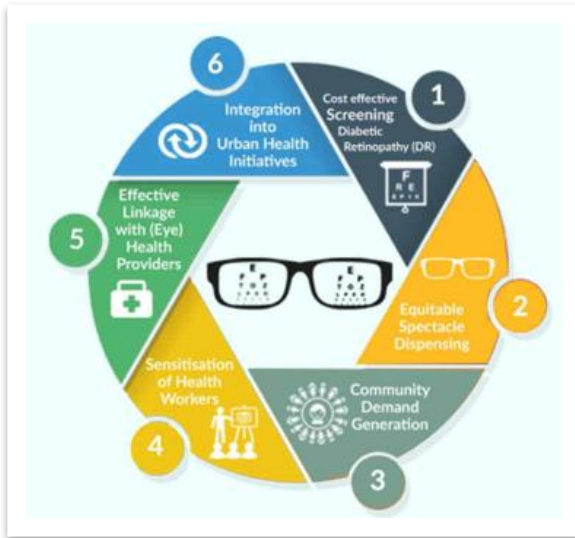 1
Cost effective
Screening
Diabetic
Retinopathy (DR)
F
R E
2
Equitable
Spectacle
Dispensing
3
Community
Demand
Generation
4
Sensitisation
of Health
Workers
5
Effective
Linkage
with (Eye)
Health
Providers
6
Integration
into
Urban Health
Initiatives